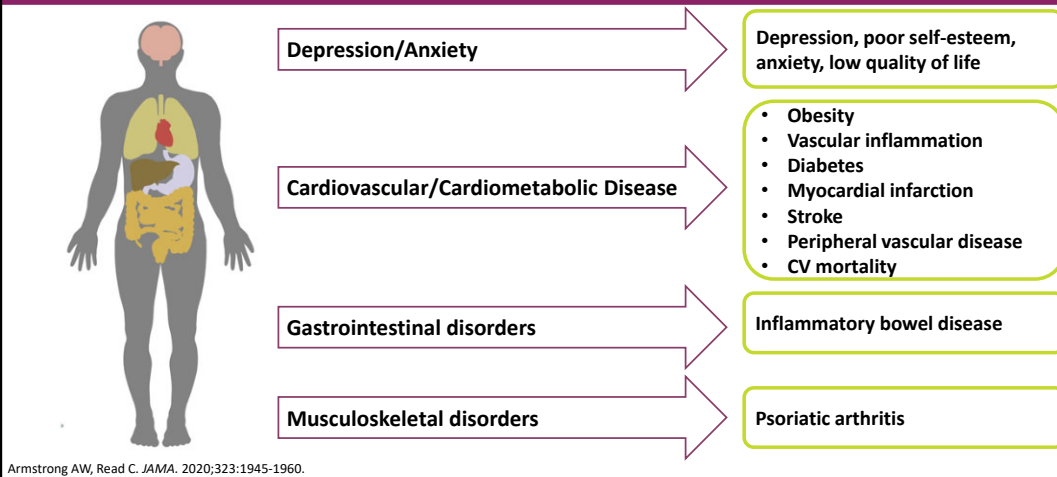 Depression/Anxiety
Depression, poor self-esteem,
anxiety, low quality of life
Cardiovascular/Cardiometabolic Disease
• Obesity
• Vascular inflammation
• Diabetes
• Myocardial infarction
• Stroke
• Peripheral vascular disease
• CV mortality
Gastrointestinal disorders
Inflammatory bowel disease
Musculoskeletal disorders
Psoriatic arthritis
Armstrong AW, Read C. JAMA. 2020;323:1945-1960.